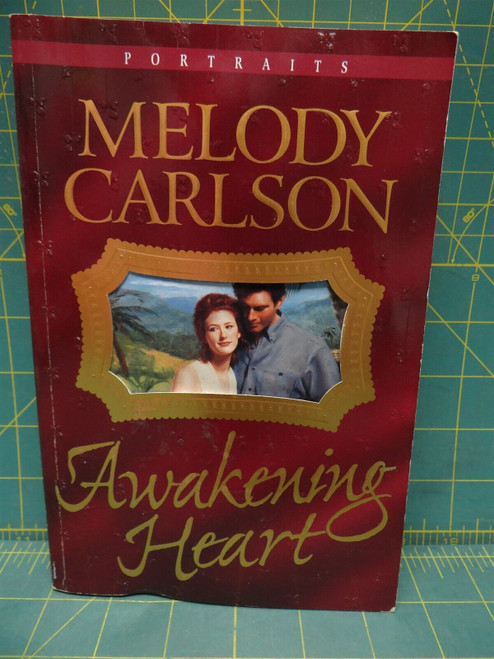 PORTRAITS
MELODY
CARLSON
Awakening
Heart